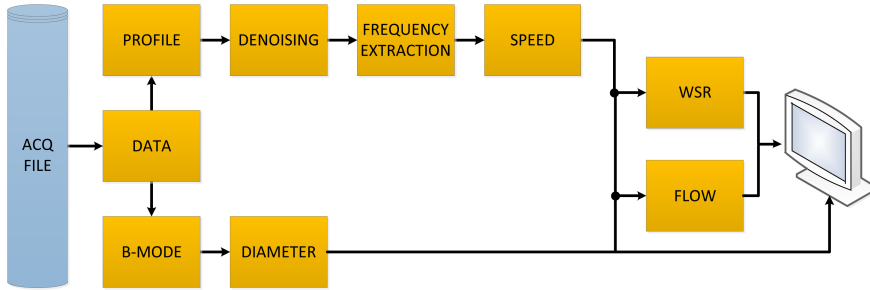 ACQ
FILE
PROFILE
DENOISING
FREQUENCY
EXTRACTION
SPEED
DATA
WSR
FLOW
B-MODE
DIAMETER